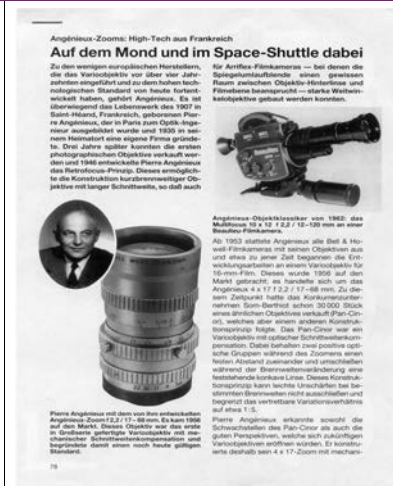 Angénieux-Zooms: High-Tech aus Frankreich
Auf dem Mond und im Space-Shuttle dabei
Zu den wenigen europäischen Herstellern,
die das Varioobjektiv vor über vier Jahr-
zehnten eingeführt und zu dem hohen tech-
nologischen Standard von heute fortent-
wickelt haben, gehört Angénieux. Es ist
überwiegend das Lebenswerk des 1907 in
Saint-Héand, Frankreich, geborenen Pier-
re Angénieux, der in Paris zum Optik-Inge-
nieur ausgebildet wurde und 1935 in sei-
nem Heimatort eine eigene Firma gründe-
te. Drei Jahre später konnten die ersten
photographischen Objektive verkauft wer-
den und 1946 entwickelte Pierre Angénieux
das Retrofocus-Prinzip. Dieses ermöglich-
te die Konstruktion kurzbrennweitiger Ob-
jektive mit langer Schnittweite, so daß auch
Pierre Angénieux mit dem von ihm entwickelten
Angénieux-Zoom f 2,2 / 17 – 68 mm. Es kam 1956
auf den Markt. Dieses Objektiv war das erste
in Großserie gefertigte Varioobjektiv mit me-
chanischer Schnittweitenkompensation und
begründete damit einen noch heute gültigen
Standard.
78
für Arriflex-Filmkameras — bei denen die
Spiegelumlaufblende einen gewissen
Raum zwischen Objektiv-Hinterlinse und
Filmebene beansprucht — starke Weitwin-
kelobjektive gebaut werden konnten.
Angénieux-Objektklassiker von 1962: das
Multifocus 10 x 12 f 2,2 / 12–120 mm an einer
Beaulieu-Filmkamera.
Ab 1953 stattete Angénieux alle Bell & Ho-
well-Filmkameras mit seinen Objektiven aus
und etwa zu jener Zeit begannen die Ent-
wicklungsarbeiten an einem Varioobjektiv für
16-mm-Film. Dieses wurde 1956 auf den
Markt gebracht; es handelte sich um das
Angénieux 4 x 17 f 2,2 / 17–68 mm. Zu die-
sem Zeitpunkt hatte das Konkurrenzunter-
nehmen Som-Berthiot schon 30 000 Stück
eines ähnlichen Objektives verkauft (Pan-Cin-
or), welches aber einem anderen Konstruk-
tionsprinzip folgte. Das Pan-Cinor war ein
Varioobjektiv mit optischer Schnittweitenkom-
pensation. Dabei behalten zwei positive opti-
sche Gruppen während des Zoomens einen
festen Abstand zueinander und umschließen
während der Brennweitenveränderung eine
feststehende konkave Linse. Dieses Konstruk-
tionsprinzip kann leichte Unschärfen bei be-
stimmten Brennweiten nicht ausschließen und
begrenzt das vertretbare Variationsverhältnis
auf etwa 1:5.
Pierre Angénieux erkannte sowohl die
Schwachstellen des Pan-Cinor als auch die
guten Perspektiven, welche sich zukünftigen
Varioobjektiven eröffnen würden. Er konstru-
ierte deshalb sein 4 x 17-Zoom mit mechani-